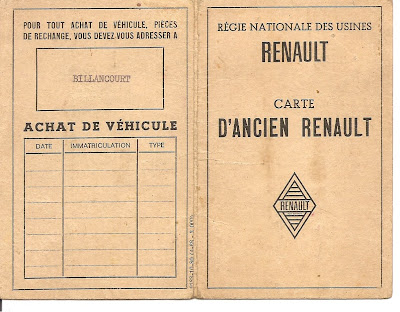 POUR TOUT ACHAT DE VÉHICULE, PIÈCES
DE RECHANGE, VOUS DEVEZ VOUS ADRESSER A
BILLANCOURT
ACHAT DE VÉHICULE
DATE IMMATRICULATION TYPE
RÉGIE NATIONALE DES USINES
RENAULT
CARTE
D'ANCIEN RENAULT
RENAULT